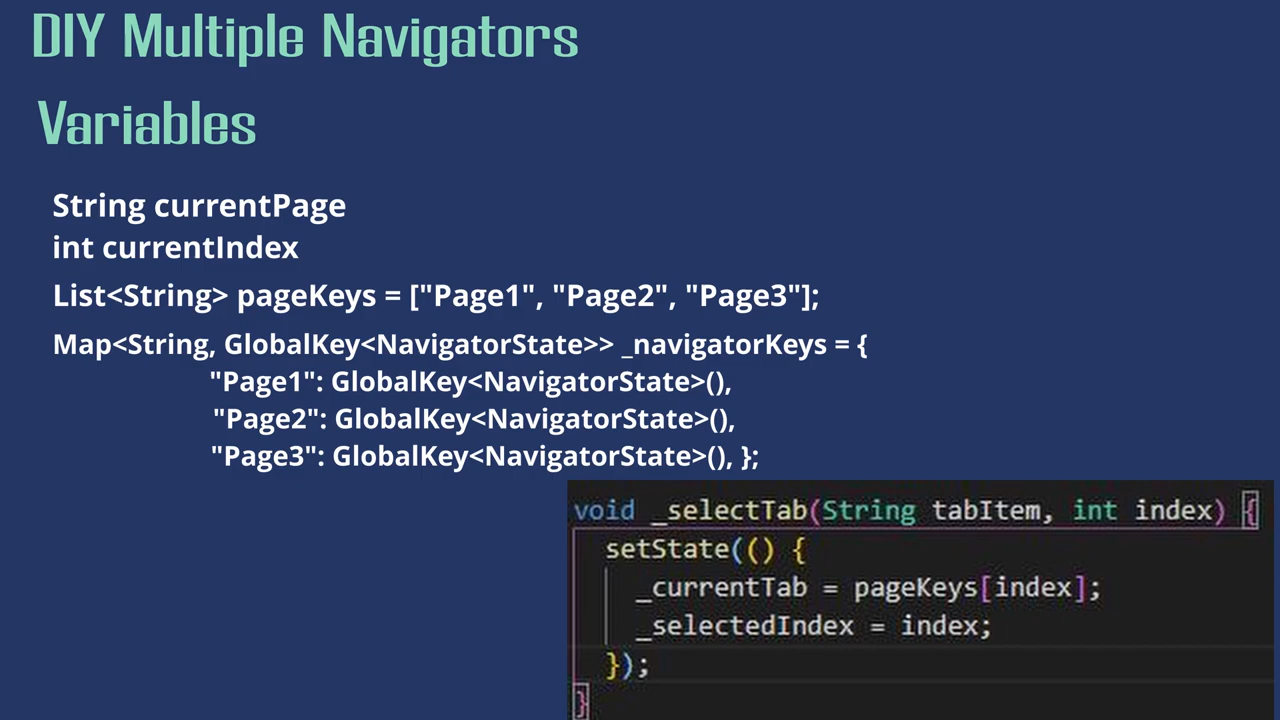 DIY Multiple Navigators
Variables
String currentPage
int currentIndex
List<String> pageKeys = ["Page1", "Page2", "Page3"];
Map<String, GlobalKey<NavigatorState>> _navigatorKeys = {
"Page1": GlobalKey<NavigatorState>(),
"Page2": GlobalKey<NavigatorState>(),
"Page3": GlobalKey<NavigatorState>(), };
void _selectTab(String tabItem, int index) {
setState(() {
_currentTab = pageKeys[index];
_selectedIndex = index;
});
}